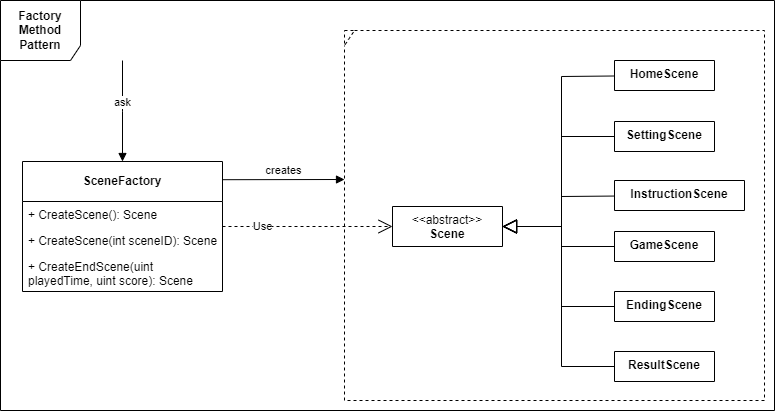 Factory
Method
Pattern
ask
SceneFactory
+ CreateScene(): Scene
+ CreateScene(int sceneID): Scene
+ CreateEndScene(uint
playedTime, uint score): Scene
creates
Use
<<abstract>>
Scene
HomeScene
SettingScene
InstructionScene
GameScene
EndingScene
ResultScene